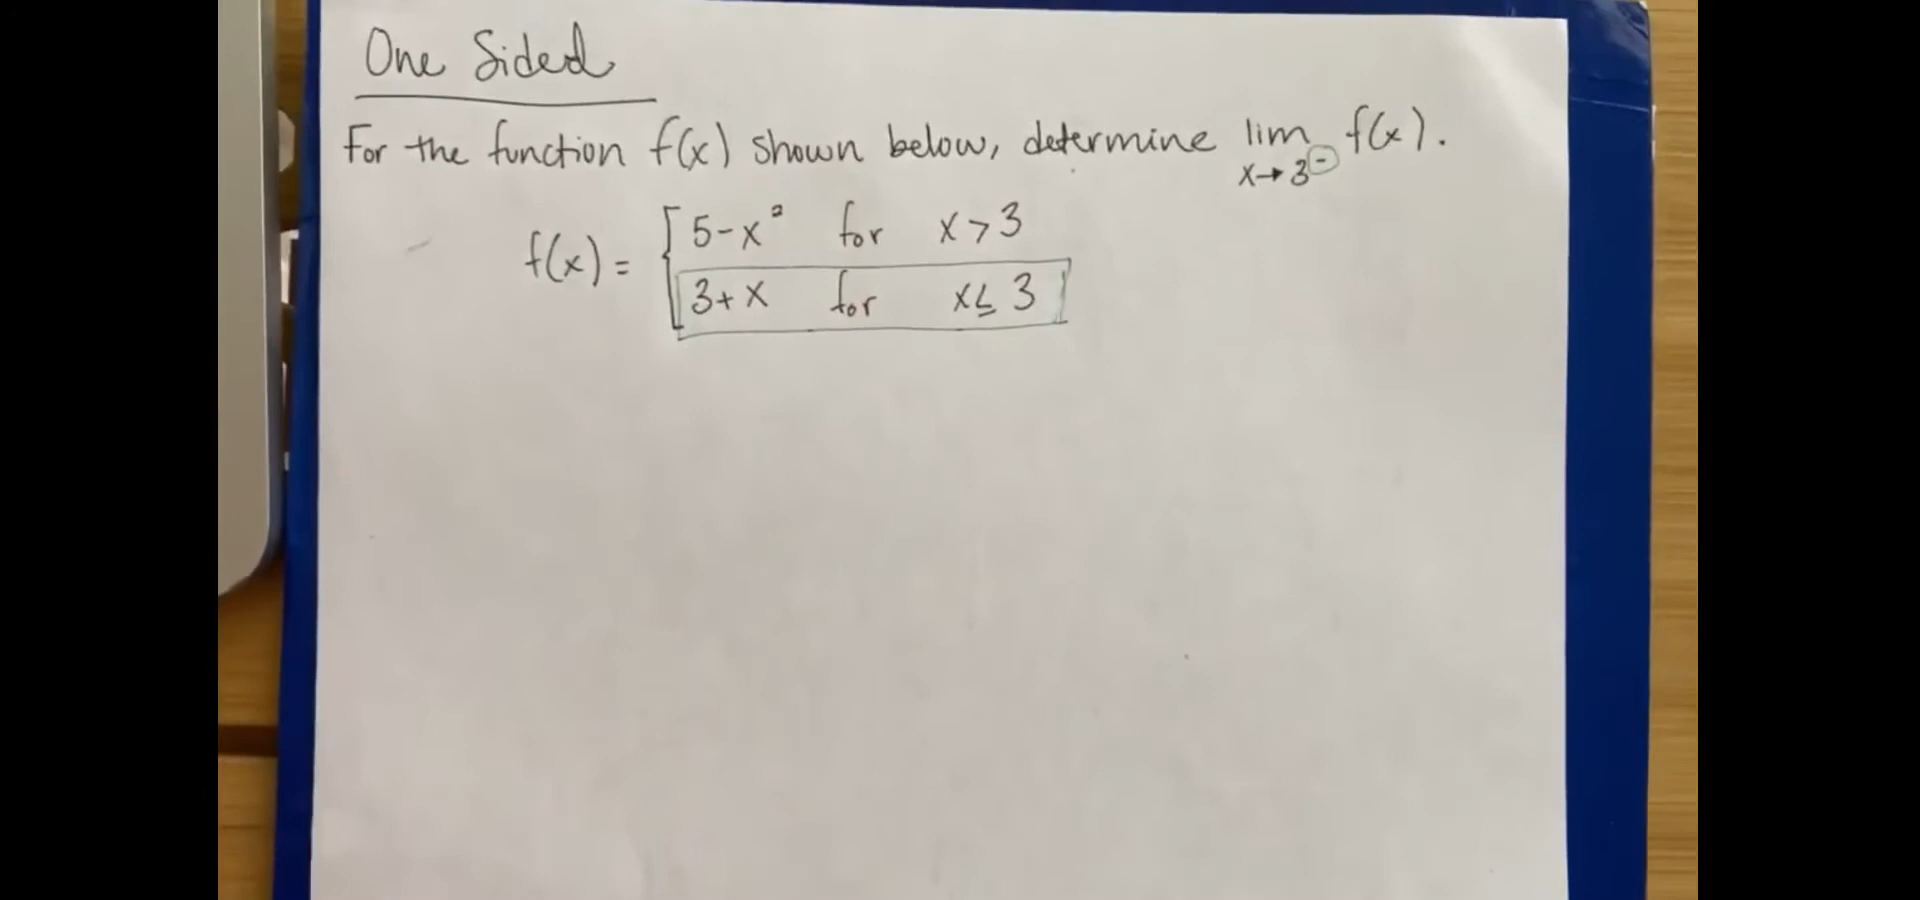 One Sided
For the function f(x) shown below, determine lim x→3⁻ f(x).
f(x) = [ 5-x² for x>3
3+x for x≤3 ]